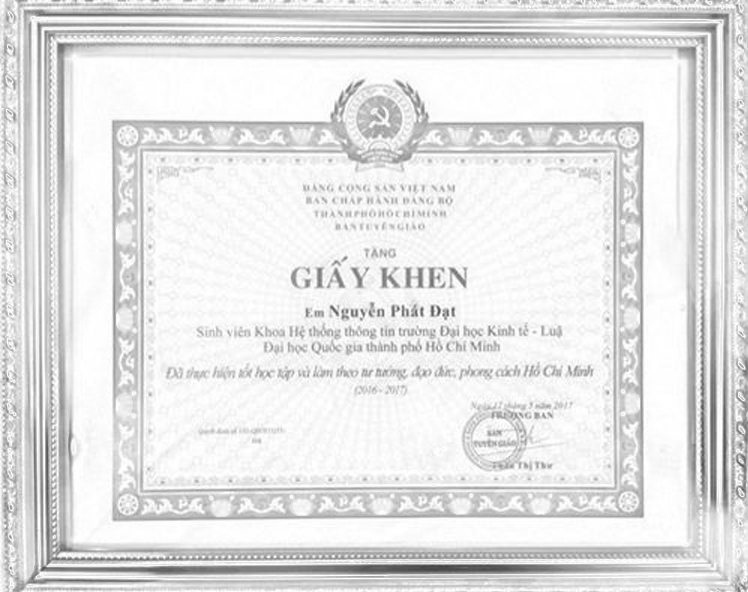 ĐẢNG CỘNG SẢN VIỆT NAM
BAN CHẤP HÀNH ĐẢNG BỘ
THÀNH PHỐ HỒ CHÍ MINH
BAN TUYÊN GIÁO
TẶNG
GIẤY KHEN
Em Nguyễn Phát Đạt
Sinh viên Khoa Hệ thống thông tin trường Đại học Kinh tế - Luậ
Đại học Quốc gia thành phố Hồ Chí Minh
Đã thực hiện tốt học tập và làm theo tư tưởng, đạo đức, phong cách Hồ Chí Minh
(2016 - 2017)
Ngày 17 tháng 5 năm 2017
TRƯỞNG BAN
BAN
TUYÊN GIÁO
Thị Thư
Quyết định số